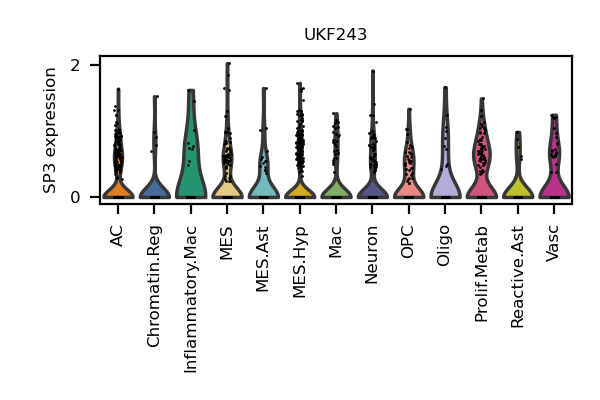 UKF243
SP3 expression
2
0
AC
Chromatin.Reg
Inflammatory.Mac
MES
MES.Ast
MES.Hyp
Mac
Neuron
OPC
Oligo
Prolif.Metab
Reactive.Ast
Vasc